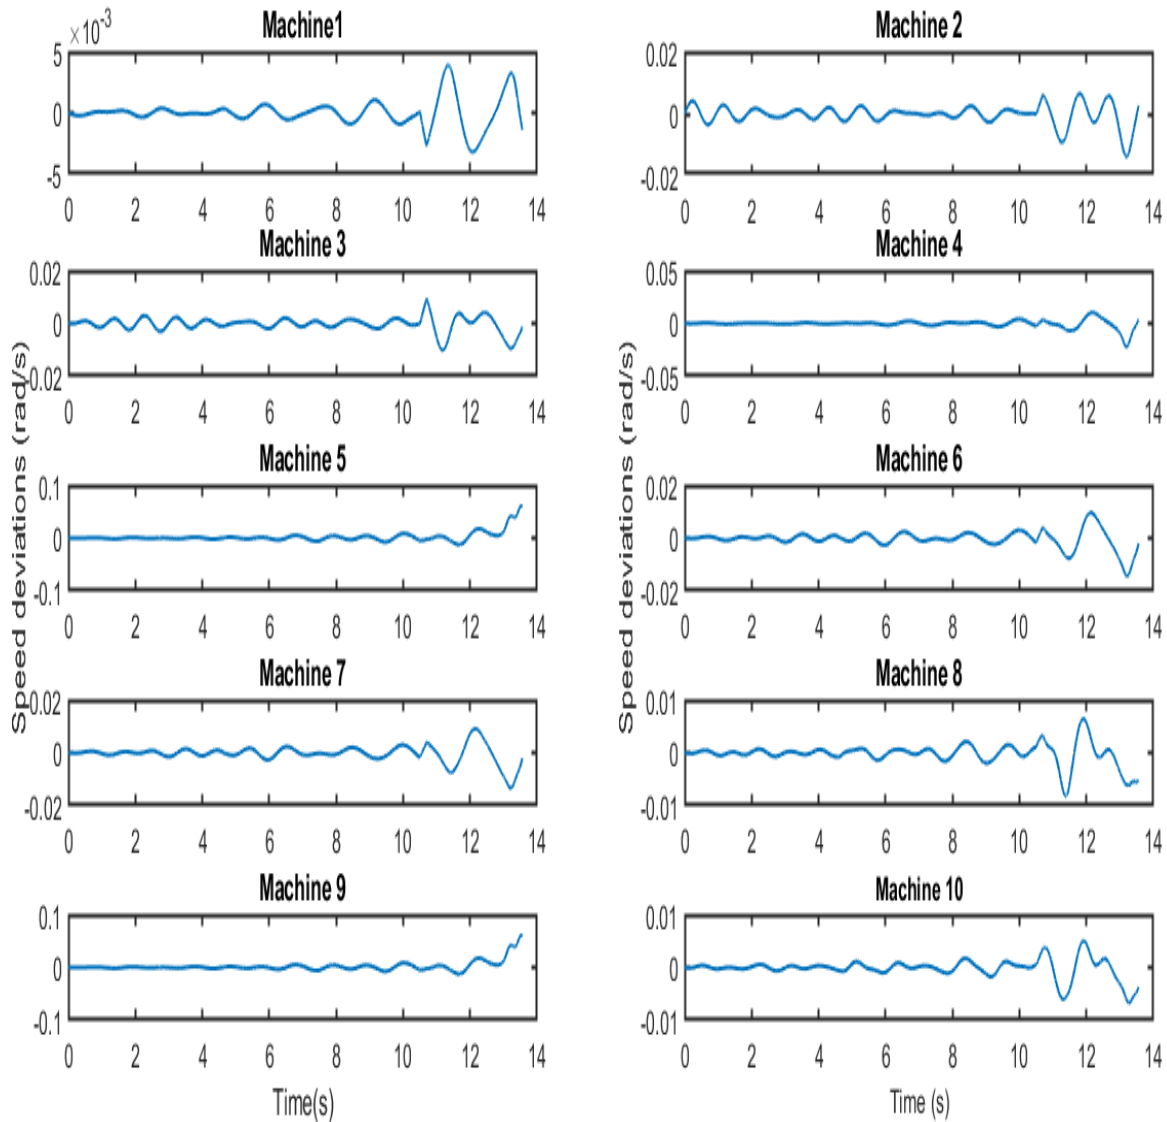 ×10-3
Machine1
5
0
-5
0 2 4 6 8 10 12 14
Machine 2
0.02
0
-0.02
0 2 4 6 8 10 12 14
Machine 3
0.02
0
-0.02
0 2 4 6 8 10 12 14
Machine 4
0.05
0
-0.05
0 2 4 6 8 10 12 14
Machine 5
0.1
0
-0.1
0 2 4 6 8 10 12 14
Machine 6
0.02
0
-0.02
0 2 4 6 8 10 12 14
Machine 7
0.02
0
-0.02
0 2 4 6 8 10 12 14
Machine 8
0.01
0
-0.01
0 2 4 6 8 10 12 14
Machine 9
0.1
0
-0.1
0 2 4 6 8 10 12 14
Time(s)
Machine 10
0.01
0
-0.01
0 2 4 6 8 10 12 14
Time (s)
Speed deviations (rad/s)
Speed deviations (rad/s)